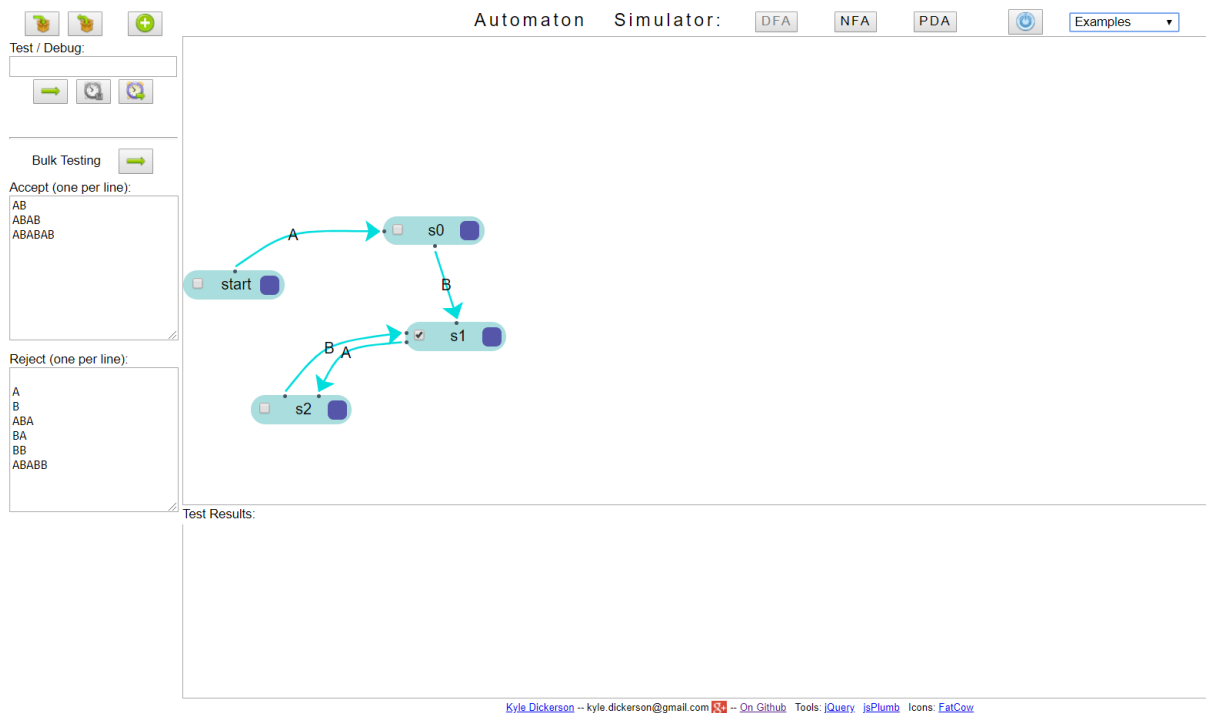 Automaton Simulator: DFA NFA PDA Examples
Test / Debug:
Bulk Testing
Accept (one per line):
AB
ABAB
ABABAB
Reject (one per line):
A
B
ABA
BA
BB
ABABB
A
s0
start
B
s1
B A
s2
Test Results:
Kyle Dickerson -- kyle.dickerson@gmail.com g+ -- On Github Tools: jQuery jsPlumb Icons: FatCow